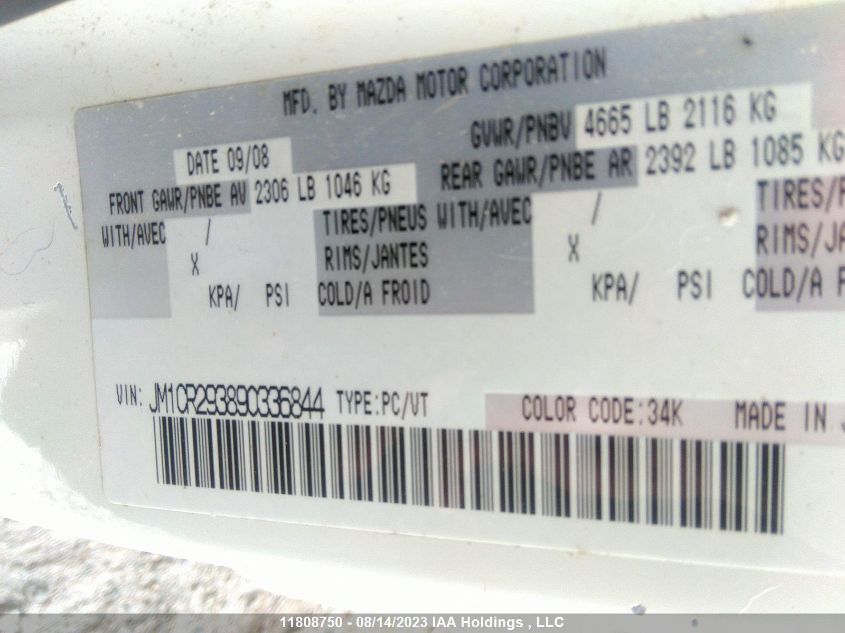 MFD. BY MAZDA MOTOR CORPORATION
DATE 09/08 GVWR/PNBV 4665 LB 2116 KG
FRONT GAWR/PNBE AV 2306 LB 1046 KG REAR GAWR/PNBE AR 2392 LB 1085 KG
WITH/AVEC / TIRES/PNEUS WITH/AVEC / TIRES/
X RIMS/JANTES X RIMS/JA
KPA/ PSI COLD/A FROID KPA/ PSI COLD/A F
VIN: JM1CR293890336844 TYPE:PC/VT COLOR CODE:34K MADE IN
11808750 - 08/14/2023 IAA Holdings , LLC